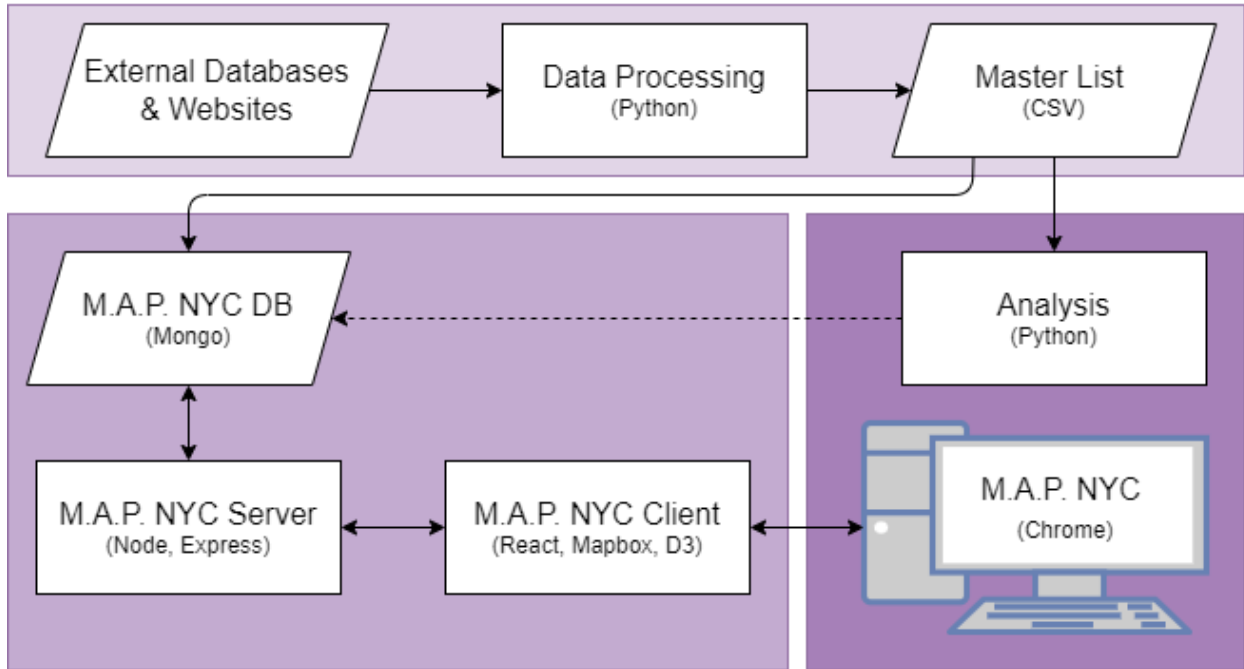 External Databases
& Websites
Data Processing
(Python)
Master List
(CSV)
M.A.P. NYC DB
(Mongo)
Analysis
(Python)
M.A.P. NYC Server
(Node, Express)
M.A.P. NYC Client
(React, Mapbox, D3)
M.A.P. NYC
(Chrome)